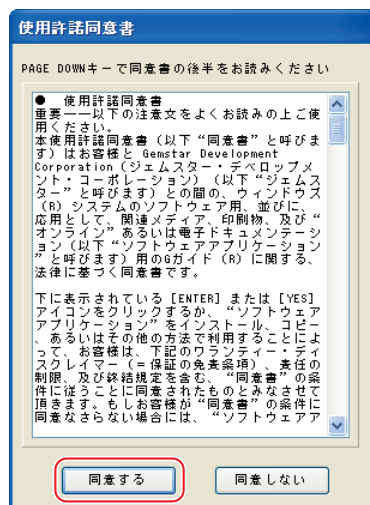 使用許諾同意書
PAGE DOWNキーで同意書の後半をお読みください
● 使用許諾同意書
重要——以下の注意文をよくお読みの上ご使
用ください。
本使用許諾同意書（以下“同意書”と呼びま
す）はお客様と Gemstar Development
Corporation（ジェムスター・デベロップメ
ント・コーポレーション）（以下“ジェムス
ター”と呼びます）との間の、ウィンドウズ
(R) システムのソフトウェア用、並びに、
応用として、関連メディア、印刷物、及び“
オンライン”あるいは電子ドキュメンテーシ
ョン（以下“ソフトウェアアプリケーション
”と呼びます）用のGガイド (R) に関する、
法律に基づく同意書です。
下に表示されている [ENTER] または [YES]
アイコンをクリックするか、“ソフトウェア
アプリケーション”をインストール、コピー
、あるいはその他の方法で利用することによ
って、お客様は、下記のワランティー・ディ
スクレイマー（=保証の免責条項）、責任の
制限、及び終結規定を含む、“同意書”の条
件に従うことに同意されたものとみなさせて
頂きます。もしお客様が“同意書”の条件に
同意なさらない場合には、“ソフトウェアア
同意する
同意しない